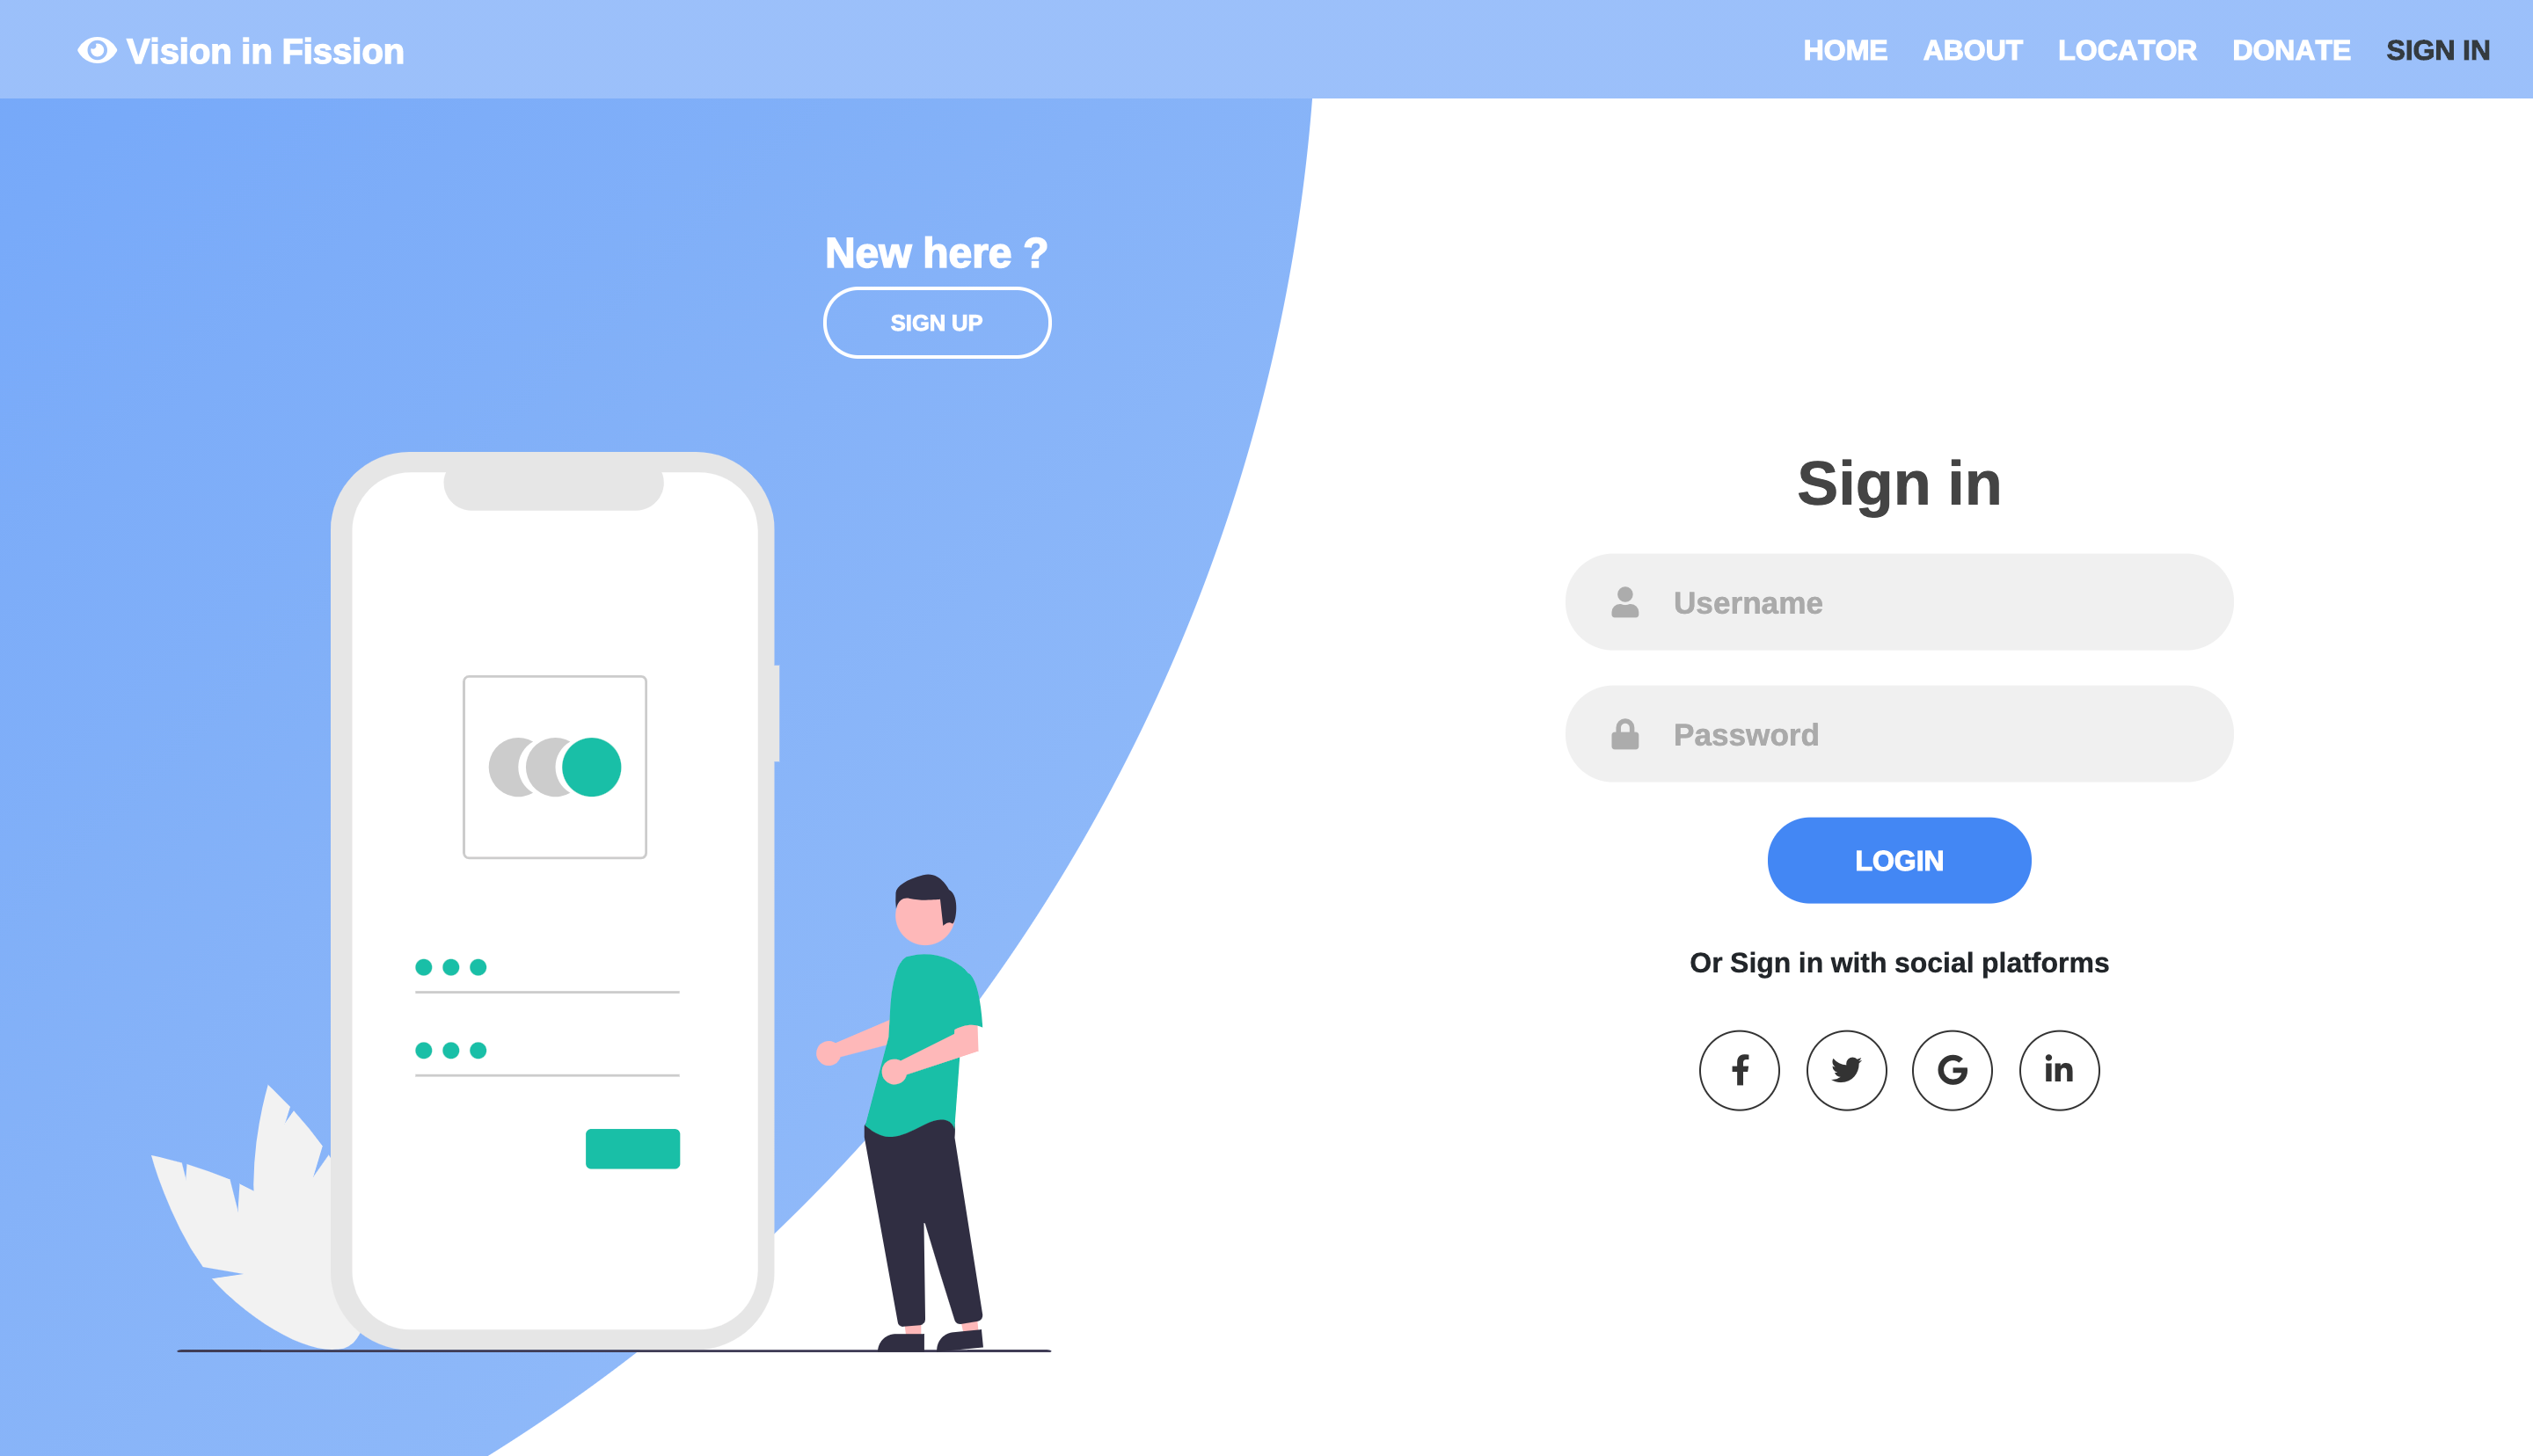 Vision in Fission
HOME ABOUT LOCATOR DONATE SIGN IN
New here ?
SIGN UP
Sign in
Username
Password
LOGIN
Or Sign in with social platforms